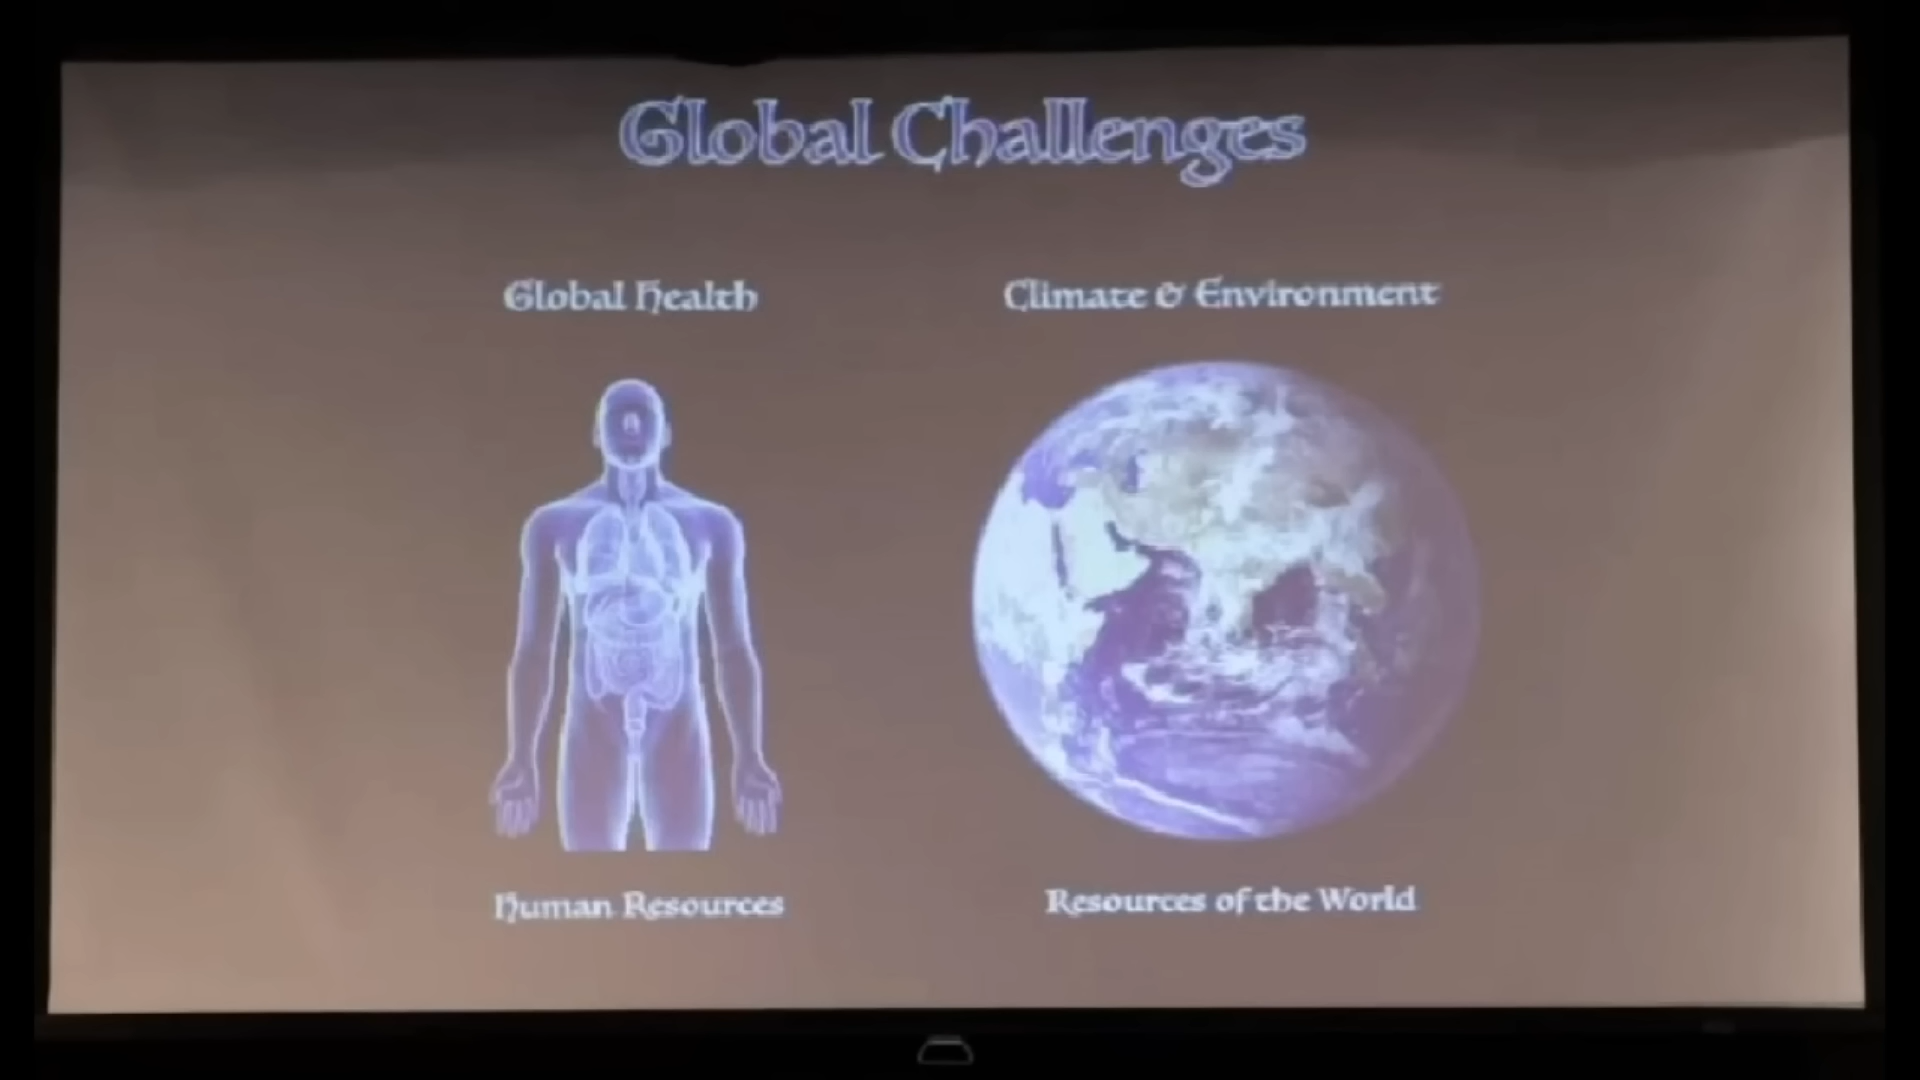 Global Challenges
Global Health
Climate & Environment
Human Resources
Resources of the World